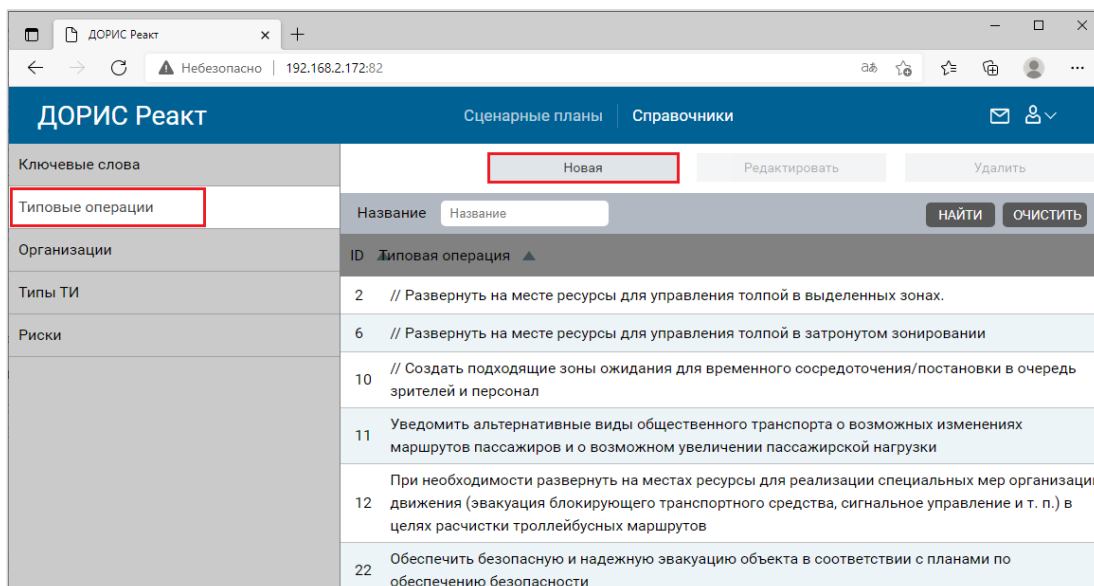 ДОРИС Реакт
Небезопасно | 192.168.2.172:82
ДОРИС Реакт
Сценарные планы
Справочники
Ключевые слова
Типовые операции
Организации
Типы ТИ
Риски
Новая
Редактировать
Удалить
Название
Название
НАЙТИ
ОЧИСТИТЬ
ID
Типовая операция
2 // Развернуть на месте ресурсы для управления толпой в выделенных зонах.
6 // Развернуть на месте ресурсы для управления толпой в затронутом зонировании
10 // Создать подходящие зоны ожидания для временного сосредоточения/постановки в очередь
зрителей и персонал
11 Уведомить альтернативные виды общественного транспорта о возможных изменениях
маршрутов пассажиров и о возможном увеличении пассажирской нагрузки
При необходимости развернуть на местах ресурсы для реализации специальных мер организаци
12 движения (эвакуация блокирующего транспортного средства, сигнальное управление и т. п.) в
целях расчистки троллейбусных маршрутов
22 Обеспечить безопасную и надежную эвакуацию объекта в соответствии с планами по
обеспечению безопасности